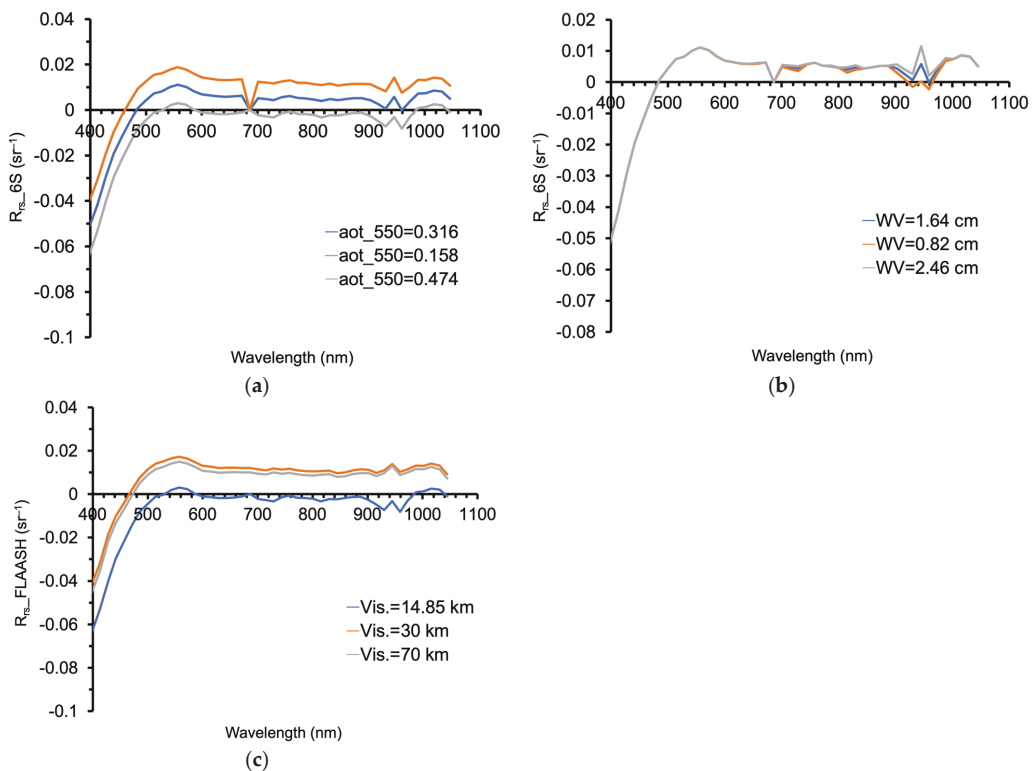 0.04
0.02
0
-0.02
-0.04
-0.06
-0.08
-0.1
400 500 600 700 800 900 1000 1100
Rrs_6S (sr⁻¹)
aot_550=0.316
aot_550=0.158
aot_550=0.474
Wavelength (nm)
(a)
0.02
0.01
0
-0.01
-0.02
-0.03
-0.04
-0.05
-0.06
-0.07
-0.08
400 500 600 700 800 900 1000 1100
Rrs_6S (sr⁻¹)
WV=1.64 cm
WV=0.82 cm
WV=2.46 cm
Wavelength (nm)
(b)
0.04
0.02
0
-0.02
-0.04
-0.06
-0.08
-0.1
400 500 600 700 800 900 1000 1100
Rrs_FLAASH (sr⁻¹)
Vis.=14.85 km
Vis.=30 km
Vis.=70 km
Wavelength (nm)
(c)